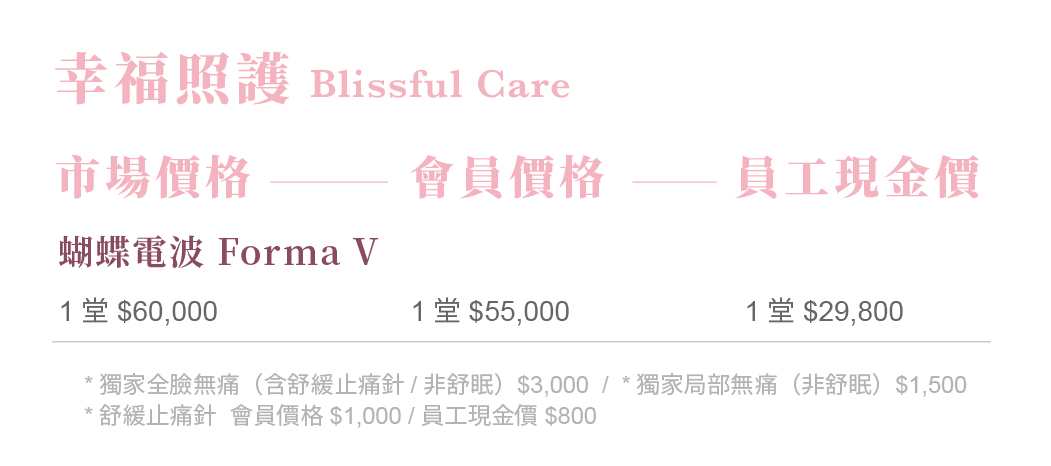 幸福照護 Blissful Care
市場價格 —— 會員價格 —— 員工現金價
蝴蝶電波 Forma V
1 堂 $60,000 1 堂 $55,000 1 堂 $29,800
* 獨家全臉無痛（含舒緩止痛針 / 非舒眠）$3,000 / * 獨家局部無痛（非舒眠）$1,500
* 舒緩止痛針 會員價格 $1,000 / 員工現金價 $800